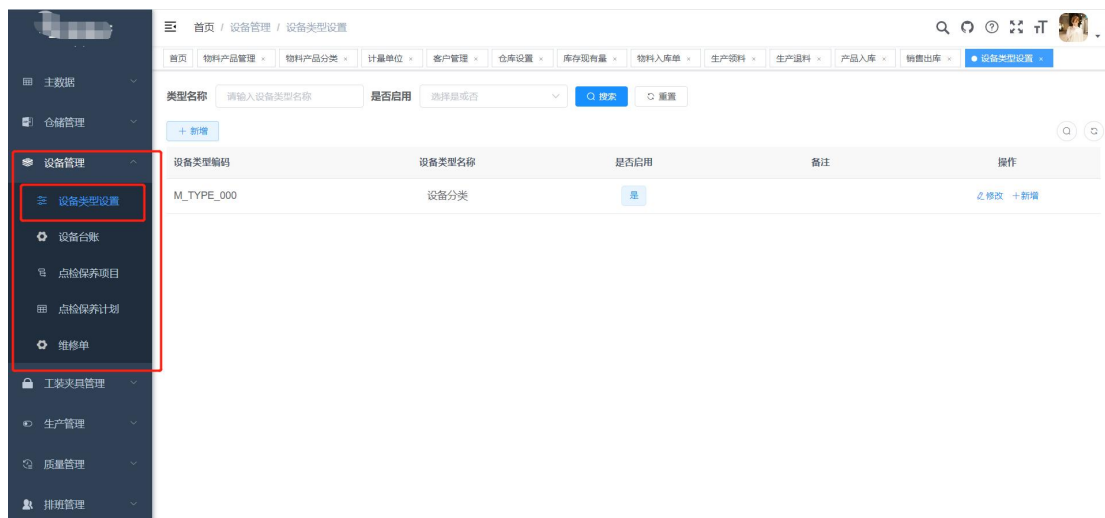 首页 / 设备管理 / 设备类型设置
首页 物料产品管理 × 物料产品分类 × 计量单位 × 客户管理 × 仓库设置 × 库存现有量 × 物料入库单 × 生产领料 × 生产退料 × 产品入库 × 销售出库 × 设备类型设置 ×
主数据
仓储管理
设备管理
设备类型设置
设备台账
点检保养项目
点检保养计划
维修单
工装夹具管理
生产管理
质量管理
排班管理
类型名称 请输入设备类型名称 是否启用 选择是或否 搜索 重置
+ 新增
设备类型编码 设备类型名称 是否启用 备注 操作
M_TYPE_000 设备分类 是 修改 +新增